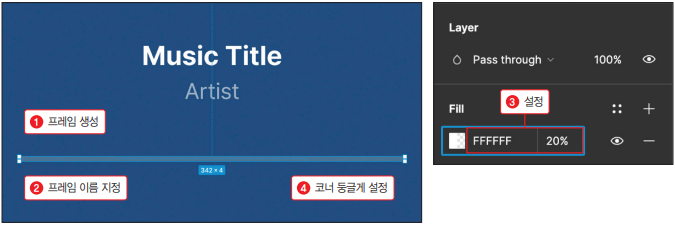 Music Title
Artist
1 프레임 생성
342 × 4
2 프레임 이름 지정
4 코너 둥글게 설정
Layer
Pass through
100%
Fill
3 설정
FFFFFF
20%